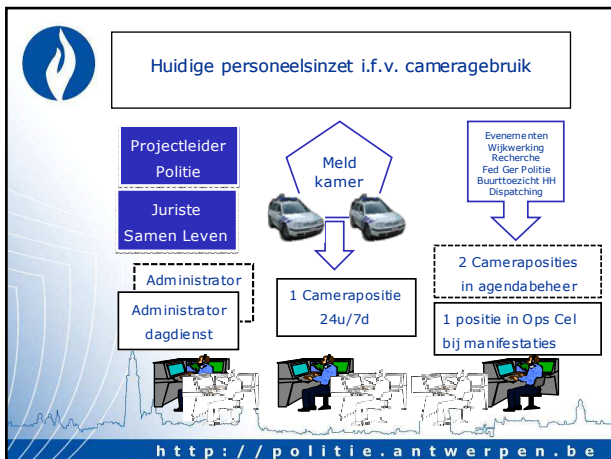 Huidige personeelsinzet i.f.v. cameragebruik
Projectleider
Politie
Juriste
Samen Leven
Administrator
Administrator
dagdienst
Meld
kamer
1 Camerapositie
24u/7d
Evenementen
Wijkwerking
Recherche
Fed Ger Politie
Buurttoezicht HH
Dispatching
2 Cameraposities
in agendabeheer
1 positie in Ops Cel
bij manifestaties
http://politie.antwerpen.be